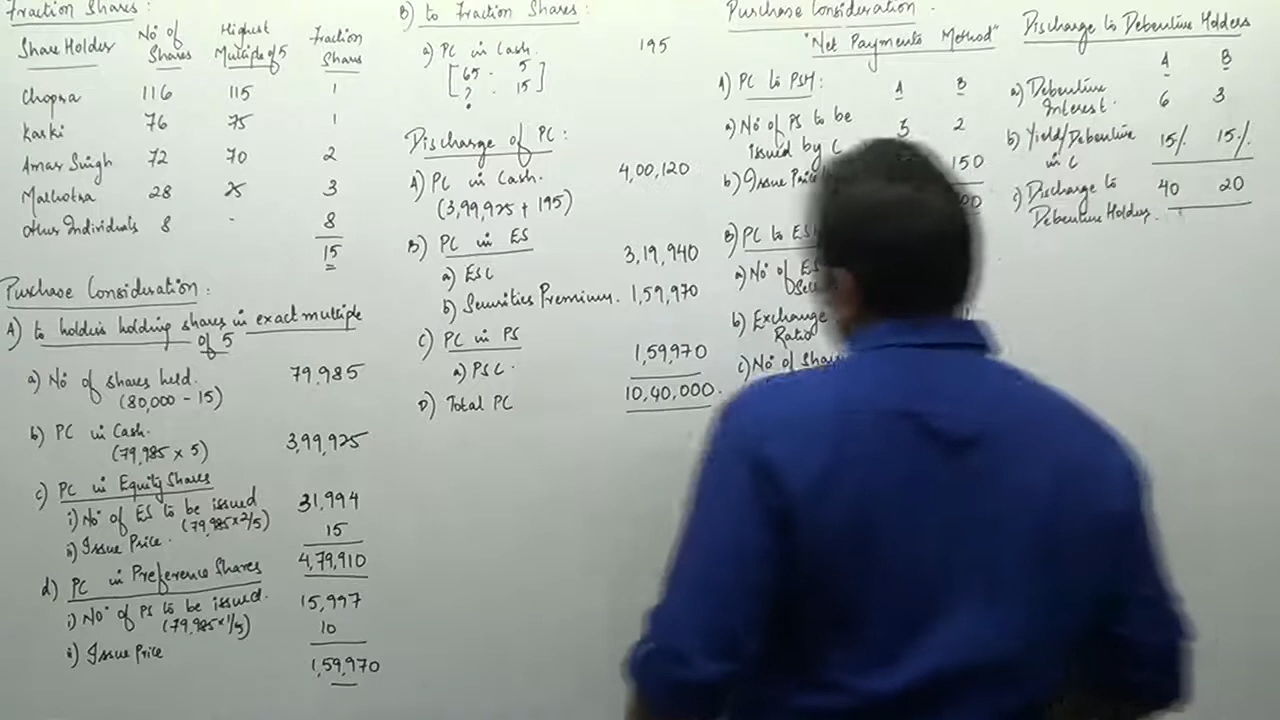 Fraction Shares :
Share Holder No of Shares Highest Multiple of 5 Fraction Shares
Chopra 116 115 1
Karki 76 75 1
Amar Singh 72 70 2
Malhotra 28 25 3
Other Individuals 8 - 8
15
Purchase Consideration :
A) to holders holding shares in exact multiple of 5
a) No of shares held. 79,985
(80,000 - 15)
b) PC in Cash. 3,99,925
(79,985 x 5)
c) PC in Equity Shares
i) No of ES to be issued 31,994
(79,985 x 2/5)
ii) Issue Price . 15
4,79,910
d) PC in Preference Shares
i) No of PS to be issued. 15,997
(79,985 x 1/5)
ii) Issue Price 10
1,59,970
B) to Fraction Shares :
a) PC in Cash. 195
[65 - 5
? - 15]
Discharge of PC :
A) PC in Cash. 4,00,120
(3,99,925 + 195)
B) PC in ES
a) ESC 3,19,940
b) Securities Premium. 1,59,970
C) PC in PS
a) PSC . 1,59,970
D) Total PC 10,40,000.
Purchase Consideration .
"Net Payments Method"
A) PC to PSH : A B
a) No of PS to be issued by C 3 2
b) Issue Price 150
B) PC to ESH
a) No of ES
b) Exchange Ratio
c) No of Shares
Discharge to Debenture Holders
A B
a) Debenture Interest. 6 3
b) Yield/Debenture in C 15% 15%
c) Discharge to Debenture Holders. 40 20